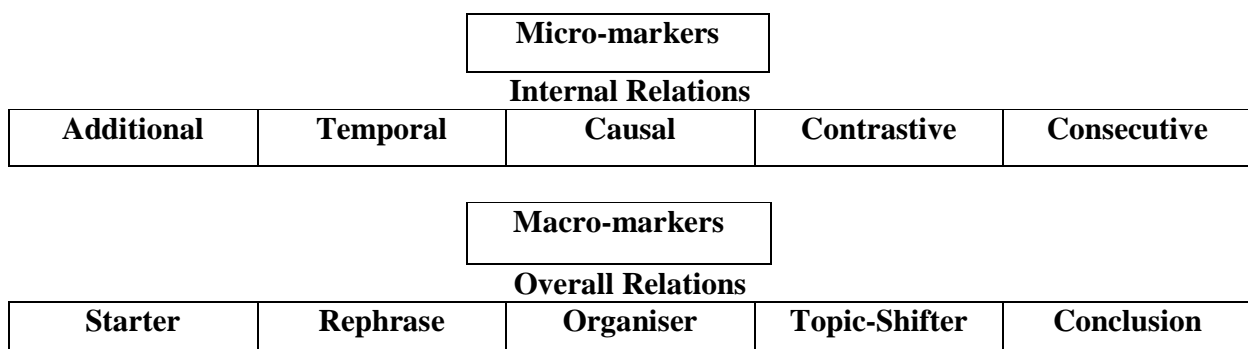 Micro-markers
Internal Relations
Additional Temporal Causal Contrastive Consecutive
Macro-markers
Overall Relations
Starter Rephrase Organiser Topic-Shifter Conclusion